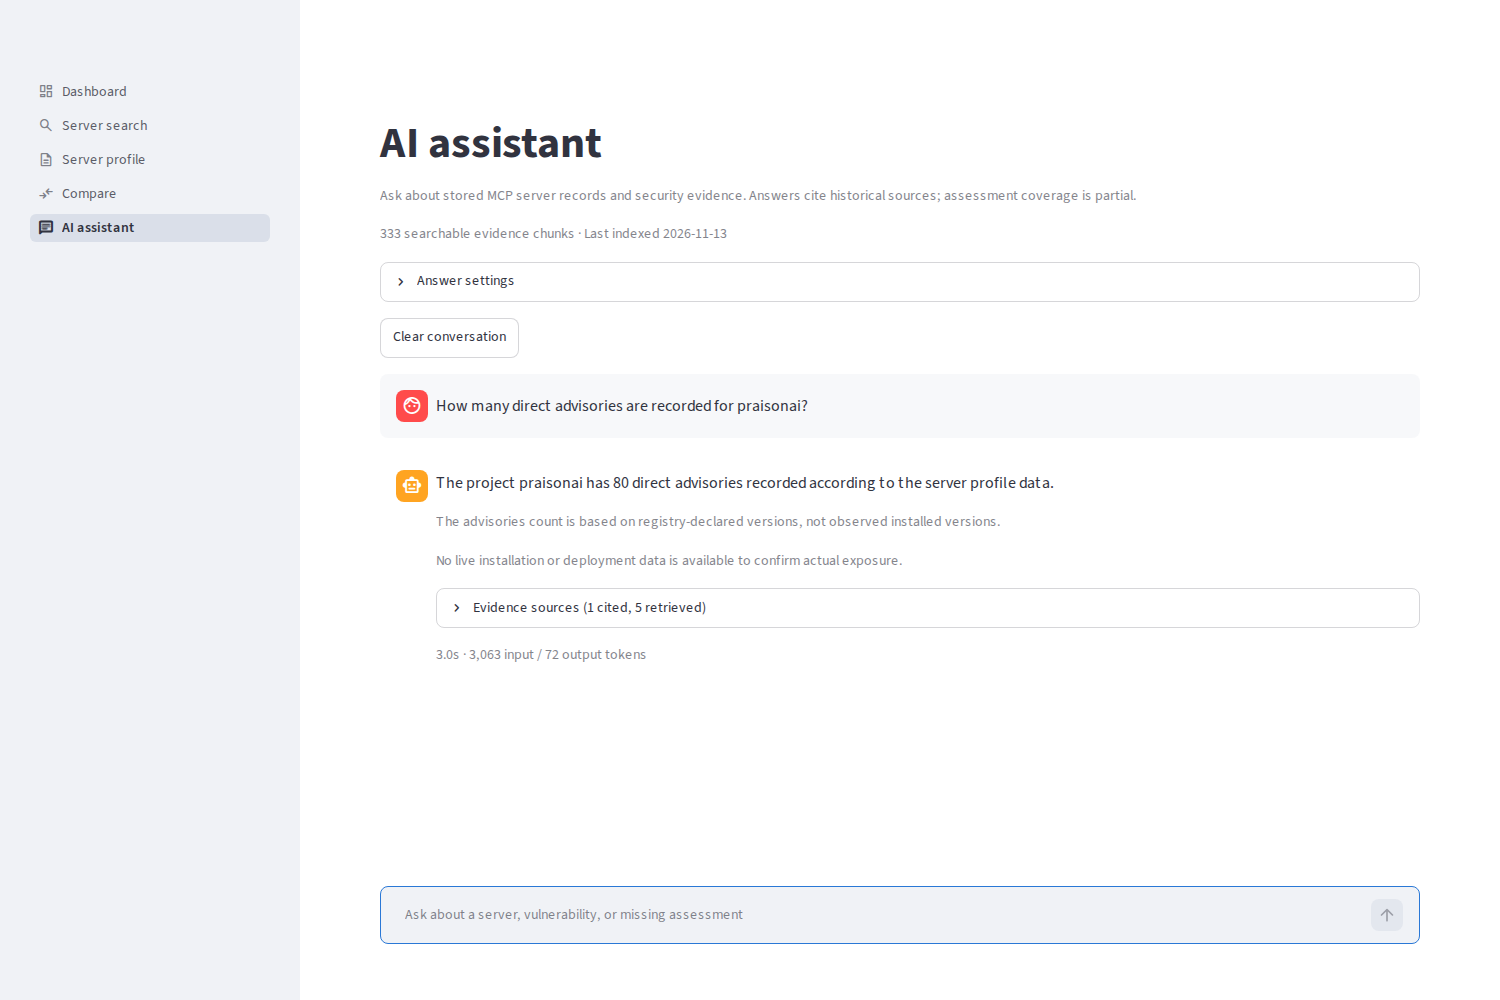 Dashboard
Server search
Server profile
Compare
AI assistant
AI assistant
Ask about stored MCP server records and security evidence. Answers cite historical sources; assessment coverage is partial.
333 searchable evidence chunks · Last indexed 2026-11-13
Answer settings
Clear conversation
How many direct advisories are recorded for praisonai?
The project praisonai has 80 direct advisories recorded according to the server profile data.
The advisories count is based on registry-declared versions, not observed installed versions.
No live installation or deployment data is available to confirm actual exposure.
Evidence sources (1 cited, 5 retrieved)
3.0s · 3,063 input / 72 output tokens
Ask about a server, vulnerability, or missing assessment